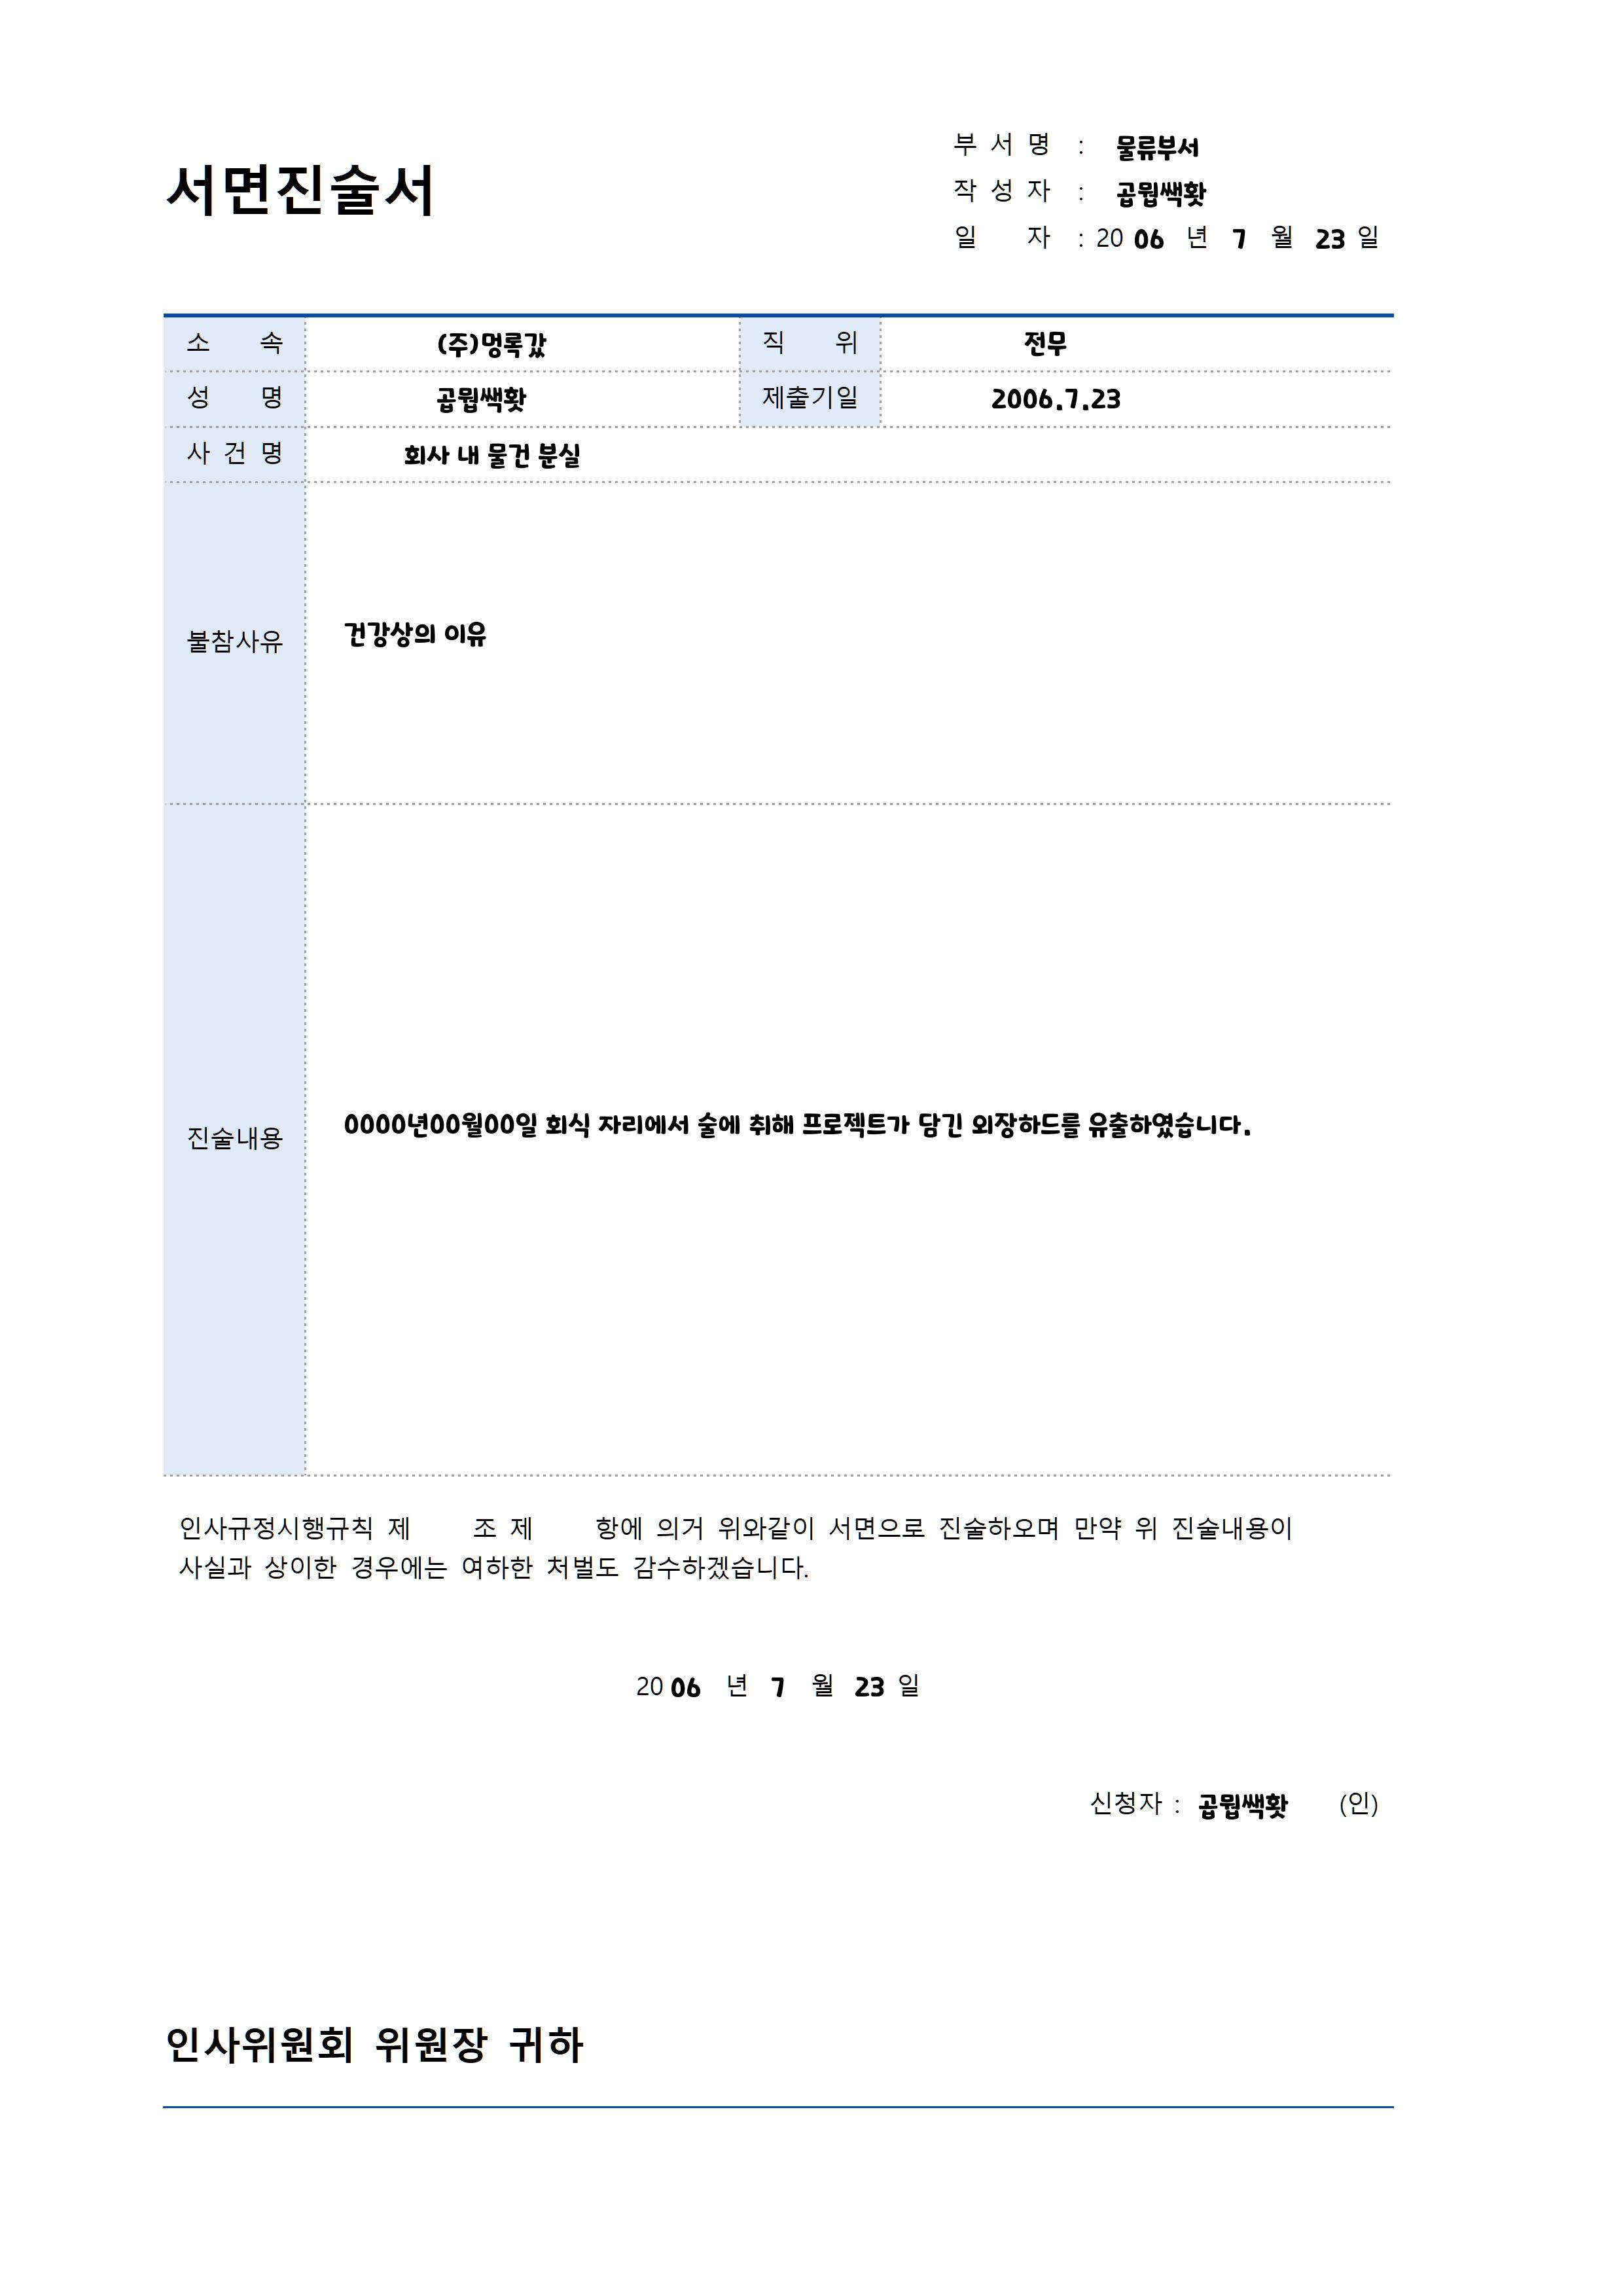 서면진술서
부 서 명 : 물류부서
작 성 자 : 곱뭡쌕홧
일 자 : 20 06 년 7 월 23 일
소 속 (주)멍록갃 직 위 전무
성 명 곱뭡쌕홧 제출기일 2006.7.23
사 건 명 회사 내 물건 분실
불참사유 건강상의 이유
진술내용 0000년00월00일 회식 자리에서 술에 취해 프로젝트가 담긴 외장하드를 유출하였습니다.
인사규정시행규칙 제 조 제 항에 의거 위와같이 서면으로 진술하오며 만약 위 진술내용이
사실과 상이한 경우에는 여하한 처벌도 감수하겠습니다.
20 06 년 7 월 23 일
신청자 : 곱뭡쌕홧 (인)
인사위원회 위원장 귀하